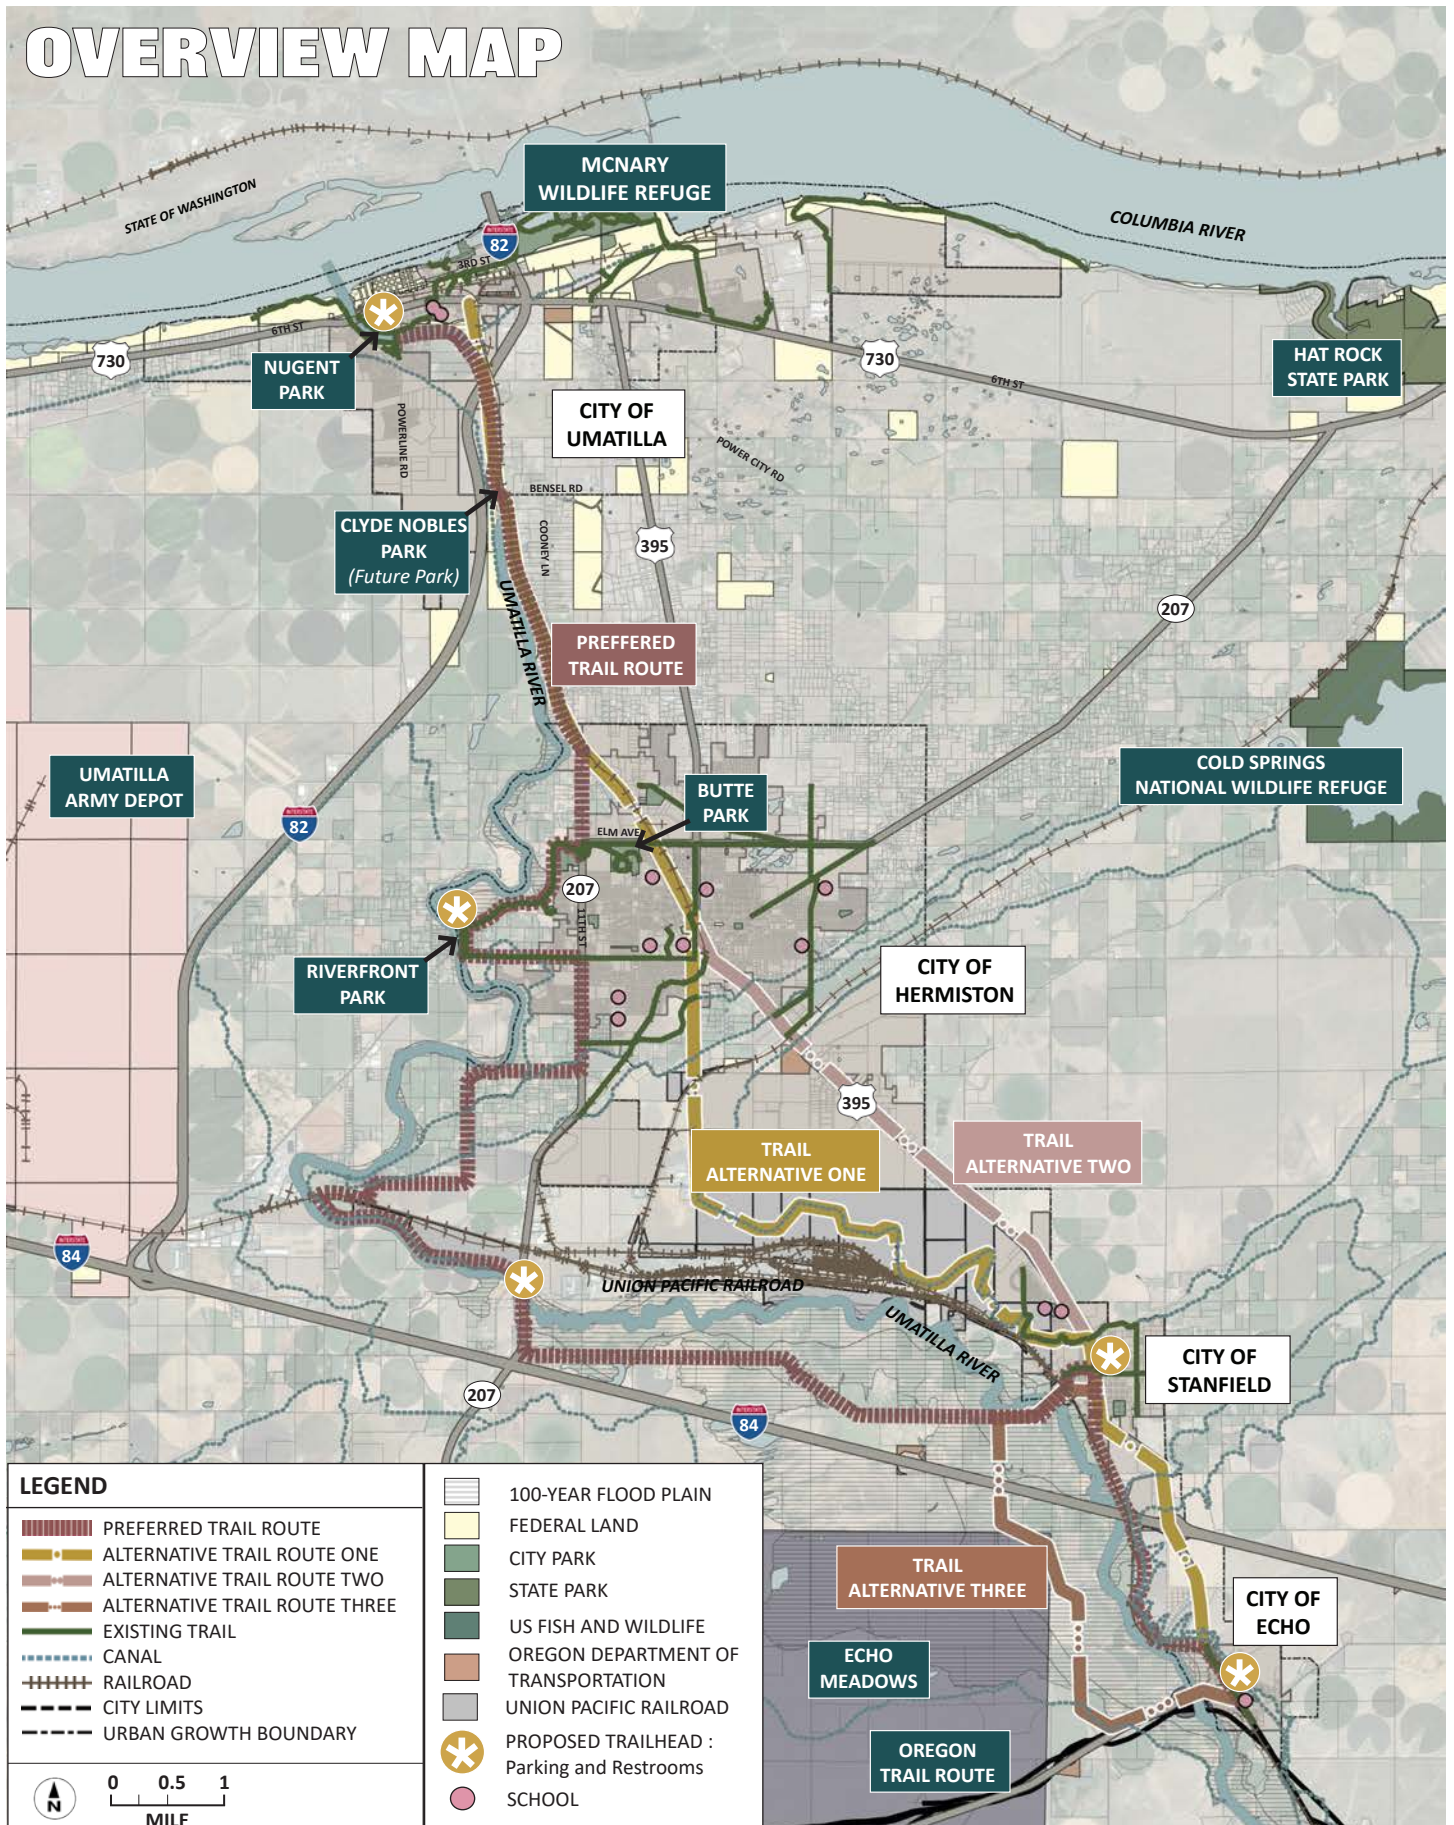 OVERVIEW MAP
MCNARY
WILDLIFE REFUGE
STATE OF WASHINGTON
COLUMBIA RIVER
INTERSTATE
82
3RD ST
6TH ST
730
NUGENT
PARK
730
6TH ST
HAT ROCK
STATE PARK
CITY OF
UMATILLA
POWERLINE RD
POWER CITY RD
BENSEL RD
CLYDE NOBLES
PARK
(Future Park)
COONEY LN
395
207
UMATILLA RIVER
PREFFERED
TRAIL ROUTE
UMATILLA
ARMY DEPOT
COLD SPRINGS
NATIONAL WILDLIFE REFUGE
BUTTE
PARK
INTERSTATE
82
ELM AVE
207
11TH ST
RIVERFRONT
PARK
CITY OF
HERMISTON
395
TRAIL
ALTERNATIVE ONE
TRAIL
ALTERNATIVE TWO
INTERSTATE
84
UNION PACIFIC RAILROAD
UMATILLA RIVER
CITY OF
STANFIELD
207
INTERSTATE
84
TRAIL
ALTERNATIVE THREE
CITY OF
ECHO
ECHO
MEADOWS
OREGON
TRAIL ROUTE
LEGEND
PREFERRED TRAIL ROUTE
ALTERNATIVE TRAIL ROUTE ONE
ALTERNATIVE TRAIL ROUTE TWO
ALTERNATIVE TRAIL ROUTE THREE
EXISTING TRAIL
CANAL
RAILROAD
CITY LIMITS
URBAN GROWTH BOUNDARY
N
0 0.5 1
MILE
100-YEAR FLOOD PLAIN
FEDERAL LAND
CITY PARK
STATE PARK
US FISH AND WILDLIFE
OREGON DEPARTMENT OF
TRANSPORTATION
UNION PACIFIC RAILROAD
PROPOSED TRAILHEAD :
Parking and Restrooms
SCHOOL